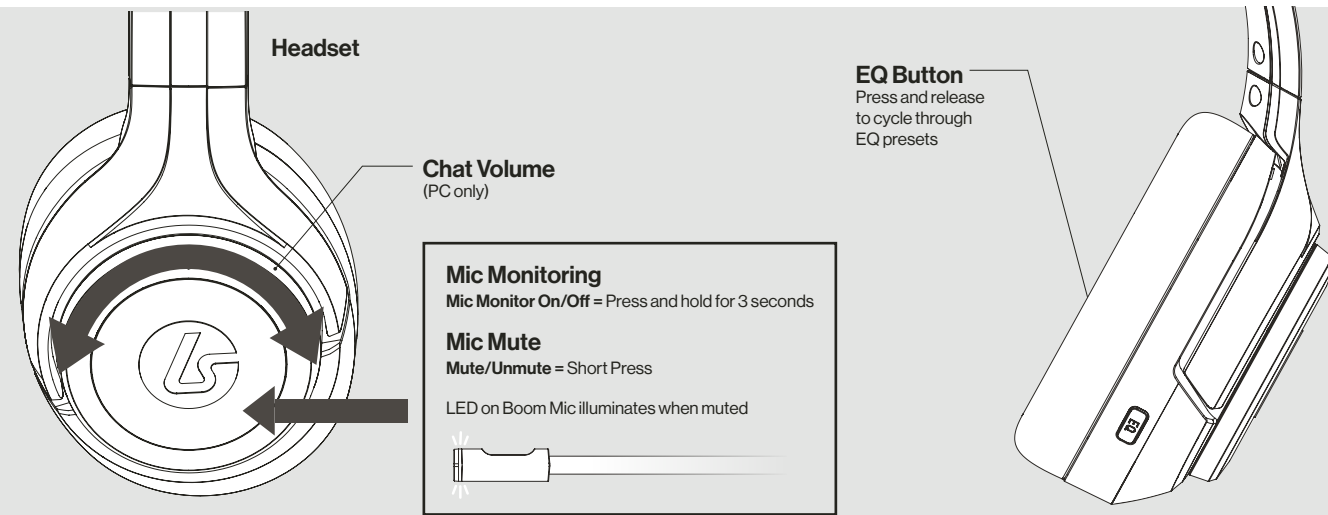 Headset
Chat Volume
(PC only)
Mic Monitoring
Mic Monitor On/Off = Press and hold for 3 seconds
Mic Mute
Mute/Unmute = Short Press
LED on Boom Mic illuminates when muted
EQ Button
Press and release
to cycle through
EQ presets
EQ